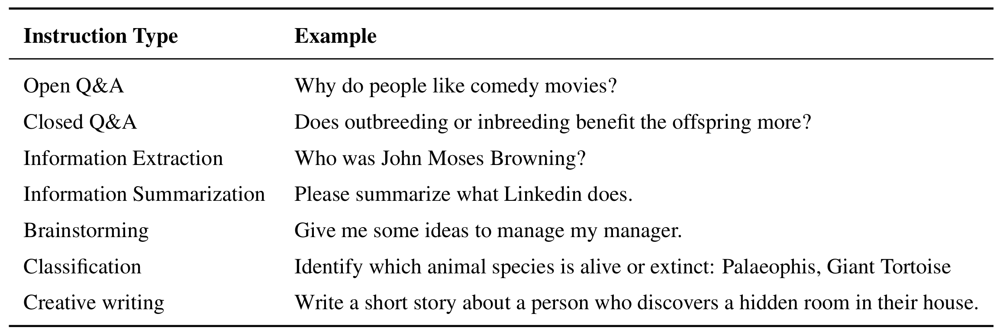 Instruction Type Example
Open Q&A Why do people like comedy movies?
Closed Q&A Does outbreeding or inbreeding benefit the offspring more?
Information Extraction Who was John Moses Browning?
Information Summarization Please summarize what Linkedin does.
Brainstorming Give me some ideas to manage my manager.
Classification Identify which animal species is alive or extinct: Palaeophis, Giant Tortoise
Creative writing Write a short story about a person who discovers a hidden room in their house.